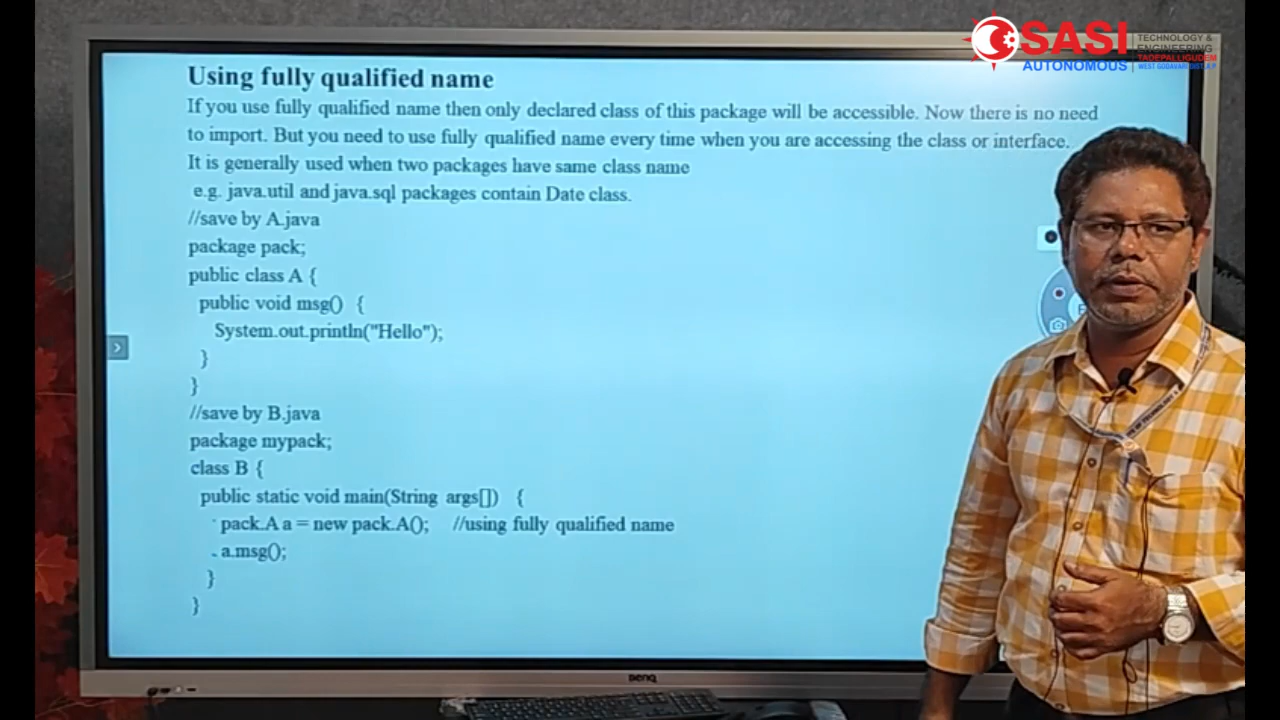 SASI
TECHNOLOGY &
ENGINEERING
TADEPALLIGUDEM
AUTONOMOUS
WEST GODAVARI DIST. A.P.
Using fully qualified name
If you use fully qualified name then only declared class of this package will be accessible. Now there is no need
to import. But you need to use fully qualified name every time when you are accessing the class or interface.
It is generally used when two packages have same class name
e.g. java.util and java.sql packages contain Date class.
//save by A.java
package pack;
public class A {
public void msg() {
System.out.println("Hello");
}
}
//save by B.java
package mypack;
class B {
public static void main(String args[]) {
pack.A a = new pack.A(); //using fully qualified name
a.msg();
}
}
BenQ